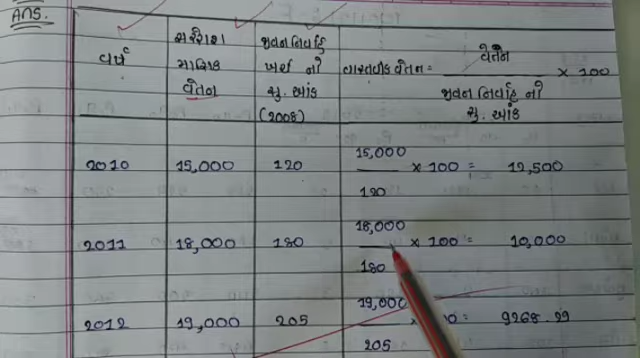 ANS.
વર્ષ સરેરાશ માસિક વેતન જીવન નિર્વાહ ખર્ચ નો સુ. આંક (2008) વાસ્તવીક વેતન = વેતન / જીવન નિર્વાહ નો સુ. આંક × 100
2010 15,000 120 15,000 / 120 × 100 = 12,500
2011 18,000 180 18,000 / 180 × 100 = 10,000
2012 19,000 205 19,000 / 205 = 9268.29